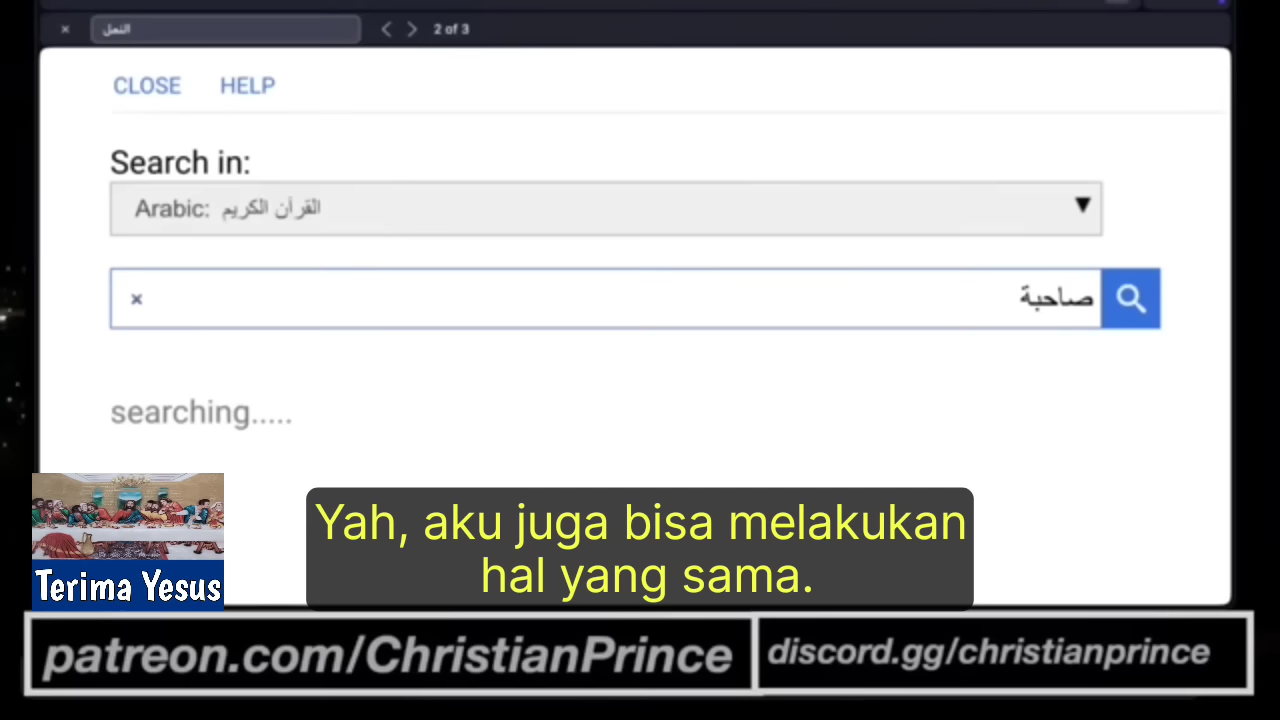 النمل
2 of 3
CLOSE HELP
Search in:
Arabic: القرآن الكريم
صاحبة
searching.....
Yah, aku juga bisa melakukan
hal yang sama.
Terima Yesus
patreon.com/ChristianPrince
discord.gg/christianprince